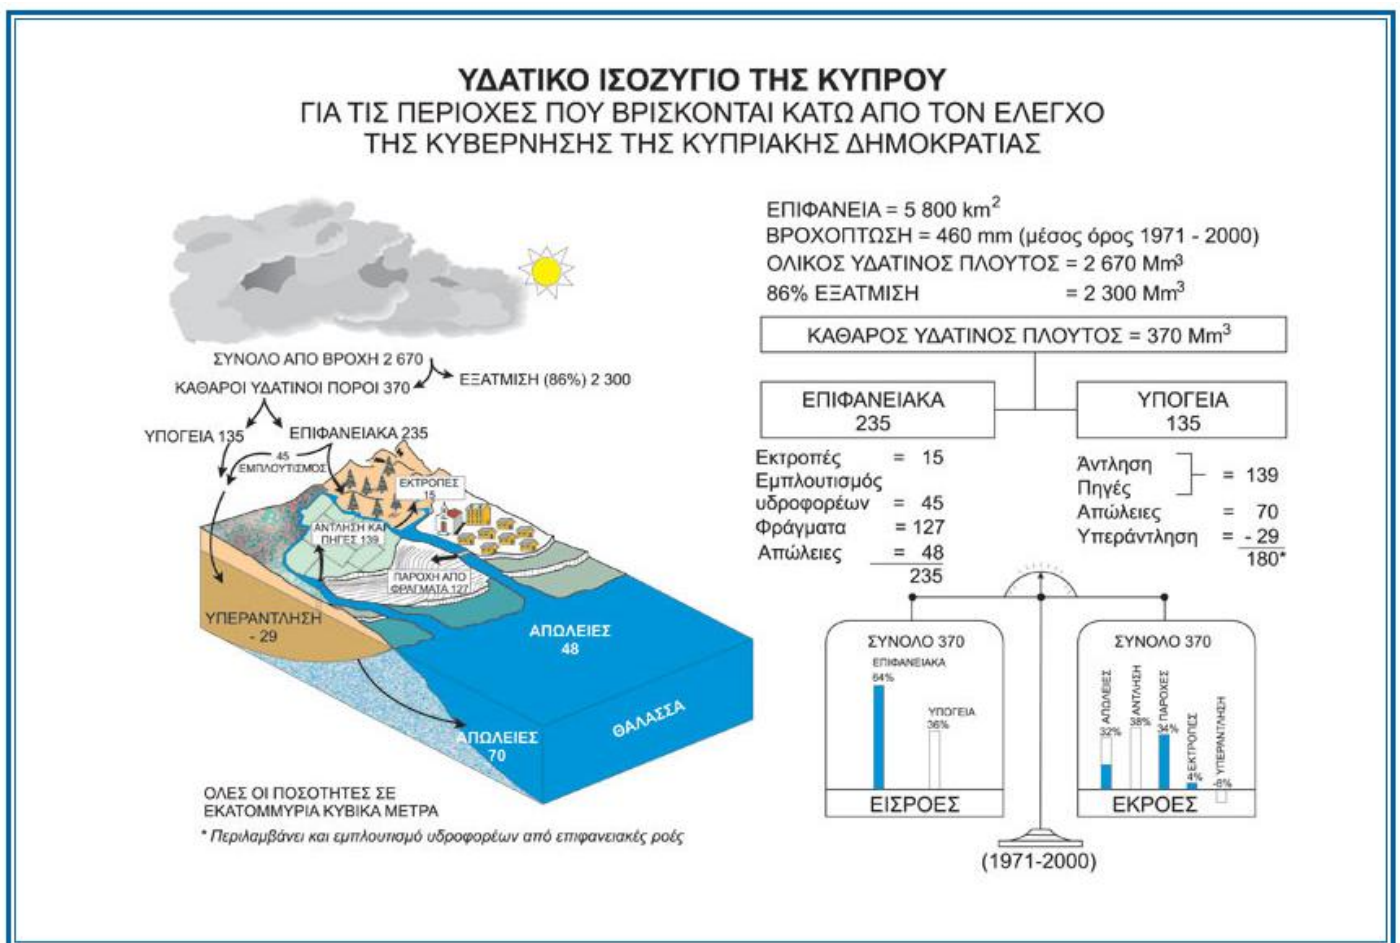 ΥΔΑΤΙΚΟ ΙΣΟΖΥΓΙΟ ΤΗΣ ΚΥΠΡΟΥ
ΓΙΑ ΤΙΣ ΠΕΡΙΟΧΕΣ ΠΟΥ ΒΡΙΣΚΟΝΤΑΙ ΚΑΤΩ ΑΠΟ ΤΟΝ ΕΛΕΓΧΟ
ΤΗΣ ΚΥΒΕΡΝΗΣΗΣ ΤΗΣ ΚΥΠΡΙΑΚΗΣ ΔΗΜΟΚΡΑΤΙΑΣ
ΣΥΝΟΛΟ ΑΠΟ ΒΡΟΧΗ 2 670
ΕΞΑΤΜΙΣΗ (86%) 2 300
ΚΑΘΑΡΟΙ ΥΔΑΤΙΝΟΙ ΠΟΡΟΙ 370
ΥΠΟΓΕΙΑ 135
ΕΠΙΦΑΝΕΙΑΚΑ 235
45
ΕΜΠΛΟΥΤΙΣΜΟΣ
ΕΚΤΡΟΠΕΣ
15
ΑΝΤΛΗΣΗ ΚΑΙ
ΠΗΓΕΣ 139
ΠΑΡΟΧΗ ΑΠΟ
ΦΡΑΓΜΑΤΑ 127
ΥΠΕΡΑΝΤΛΗΣΗ
- 29
ΑΠΩΛΕΙΕΣ
48
ΘΑΛΑΣΣΑ
ΑΠΩΛΕΙΕΣ
70
ΟΛΕΣ ΟΙ ΠΟΣΟΤΗΤΕΣ ΣΕ
ΕΚΑΤΟΜΜΥΡΙΑ ΚΥΒΙΚΑ ΜΕΤΡΑ
* Περιλαμβάνει και εμπλουτισμό υδροφορέων από επιφανειακές ροές
ΕΠΙΦΑΝΕΙΑ = 5 800 km²
ΒΡΟΧΟΠΤΩΣΗ = 460 mm (μέσος όρος 1971 - 2000)
ΟΛΙΚΟΣ ΥΔΑΤΙΝΟΣ ΠΛΟΥΤΟΣ = 2 670 Mm³
86% ΕΞΑΤΜΙΣΗ = 2 300 Mm³
ΚΑΘΑΡΟΣ ΥΔΑΤΙΝΟΣ ΠΛΟΥΤΟΣ = 370 Mm³
ΕΠΙΦΑΝΕΙΑΚΑ
235
Εκτροπές = 15
Εμπλουτισμός
υδροφορέων = 45
Φράγματα = 127
Απώλειες = 48
235
ΥΠΟΓΕΙΑ
135
Άντληση
Πηγές
= 139
Απώλειες = 70
Υπεράντληση = - 29
180*
ΣΥΝΟΛΟ 370
ΕΠΙΦΑΝΕΙΑΚΑ
64%
ΥΠΟΓΕΙΑ
36%
ΕΙΣΡΟΕΣ
ΣΥΝΟΛΟ 370
ΑΠΩΛΕΙΕΣ
32%
ΑΝΤΛΗΣΗ
38%
ΠΑΡΟΧΕΣ
34%
ΕΚΤΡΟΠΕΣ
4%
ΥΠΕΡΑΝΤΛΗΣΗ
-8%
ΕΚΡΟΕΣ
(1971-2000)